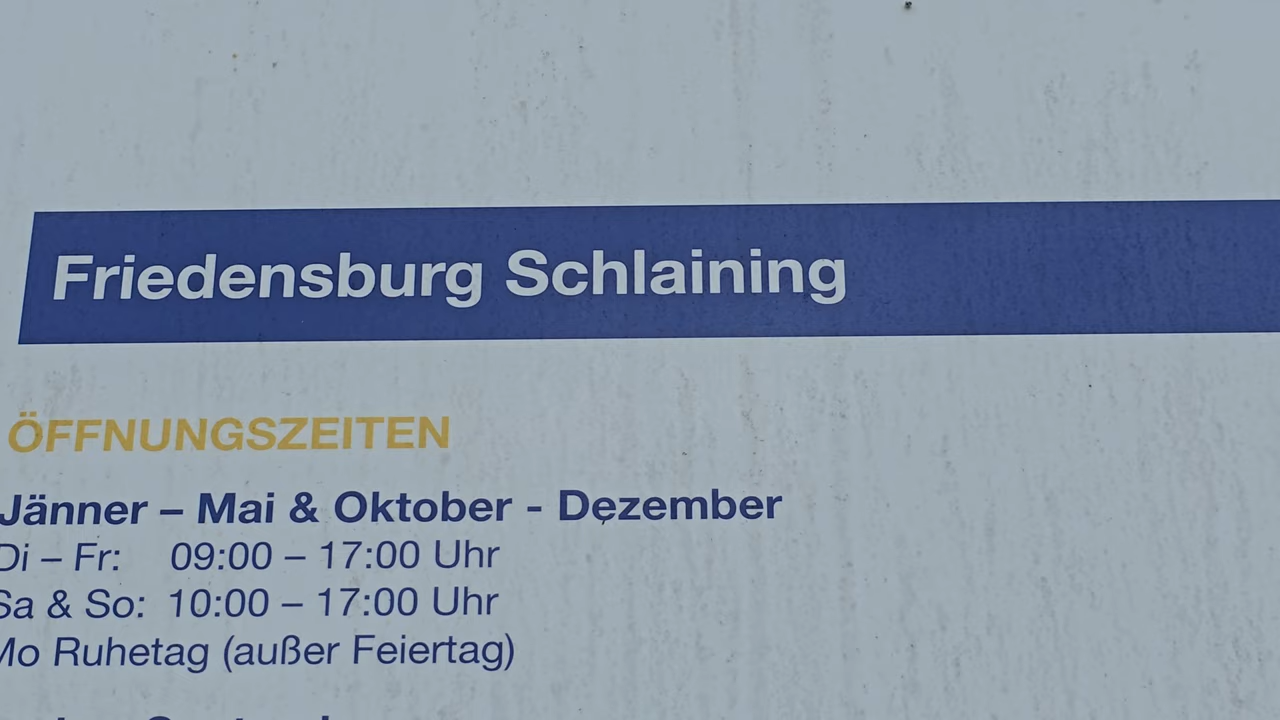 Friedensburg Schlaining
ÖFFNUNGSZEITEN
Jänner – Mai & Oktober - Dezember
Di – Fr: 09:00 – 17:00 Uhr
Sa & So: 10:00 – 17:00 Uhr
Mo Ruhetag (außer Feiertag)